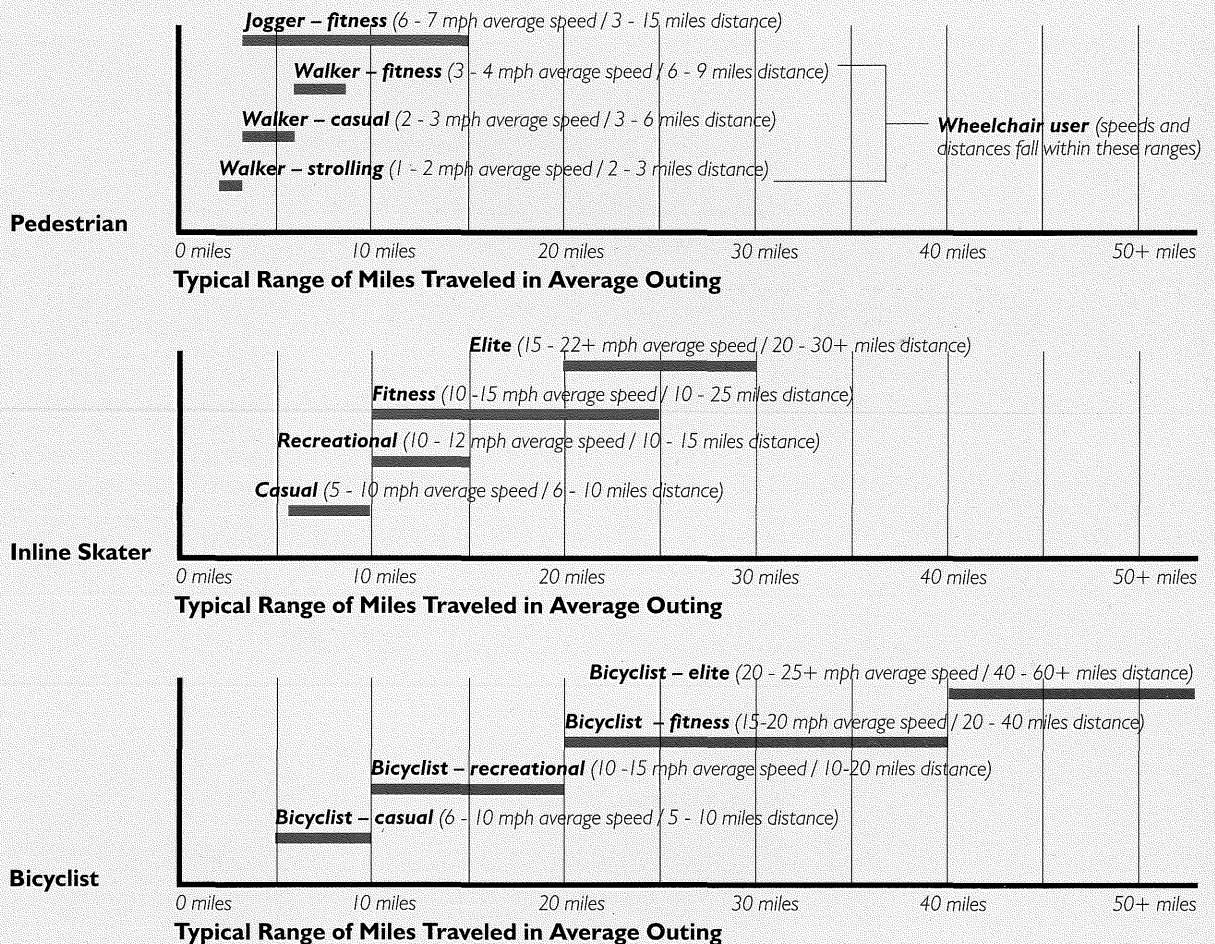 Jogger – fitness (6 - 7 mph average speed / 3 - 15 miles distance)
Walker – fitness (3 - 4 mph average speed / 6 - 9 miles distance)
Walker – casual (2 - 3 mph average speed / 3 - 6 miles distance)
Wheelchair user (speeds and
distances fall within these ranges)
Walker – strolling (1 - 2 mph average speed / 2 - 3 miles distance)
Pedestrian
0 miles 10 miles 20 miles 30 miles 40 miles 50+ miles
Typical Range of Miles Traveled in Average Outing
Elite (15 - 22+ mph average speed / 20 - 30+ miles distance)
Fitness (10 -15 mph average speed / 10 - 25 miles distance)
Recreational (10 - 12 mph average speed / 10 - 15 miles distance)
Casual (5 - 10 mph average speed / 6 - 10 miles distance)
Inline Skater
0 miles 10 miles 20 miles 30 miles 40 miles 50+ miles
Typical Range of Miles Traveled in Average Outing
Bicyclist – elite (20 - 25+ mph average speed / 40 - 60+ miles distance)
Bicyclist – fitness (15-20 mph average speed / 20 - 40 miles distance)
Bicyclist – recreational (10 -15 mph average speed / 10-20 miles distance)
Bicyclist – casual (6 - 10 mph average speed / 5 - 10 miles distance)
Bicyclist
0 miles 10 miles 20 miles 30 miles 40 miles 50+ miles
Typical Range of Miles Traveled in Average Outing